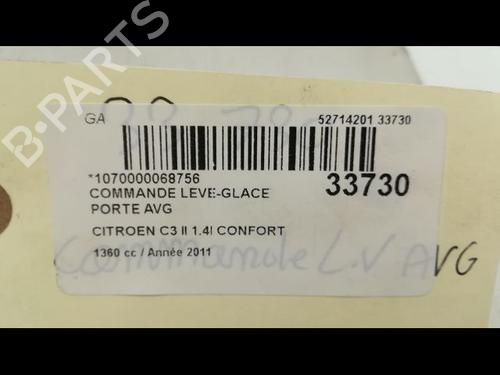 GA
52714201 33730
*1070000068756
33730
COMMANDE LEVE-GLACE
PORTE AVG
CITROEN C3 II 1.4I CONFORT
1360 cc / Année 2011
Commande L.V AVG
B-PARTS